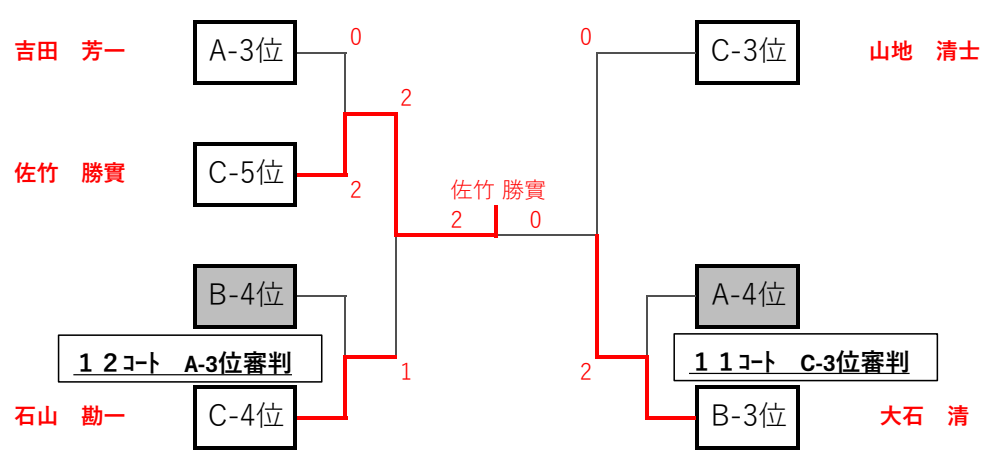 吉田　芳一
A-3位
0
0
C-3位
山地　清士
2
佐竹　勝實
C-5位
2
佐竹 勝實
2
0
B-4位
A-4位
１２ｺｰﾄ　A-3位審判
１１ｺｰﾄ　C-3位審判
1
2
石山　勘一
C-4位
B-3位
大石　清